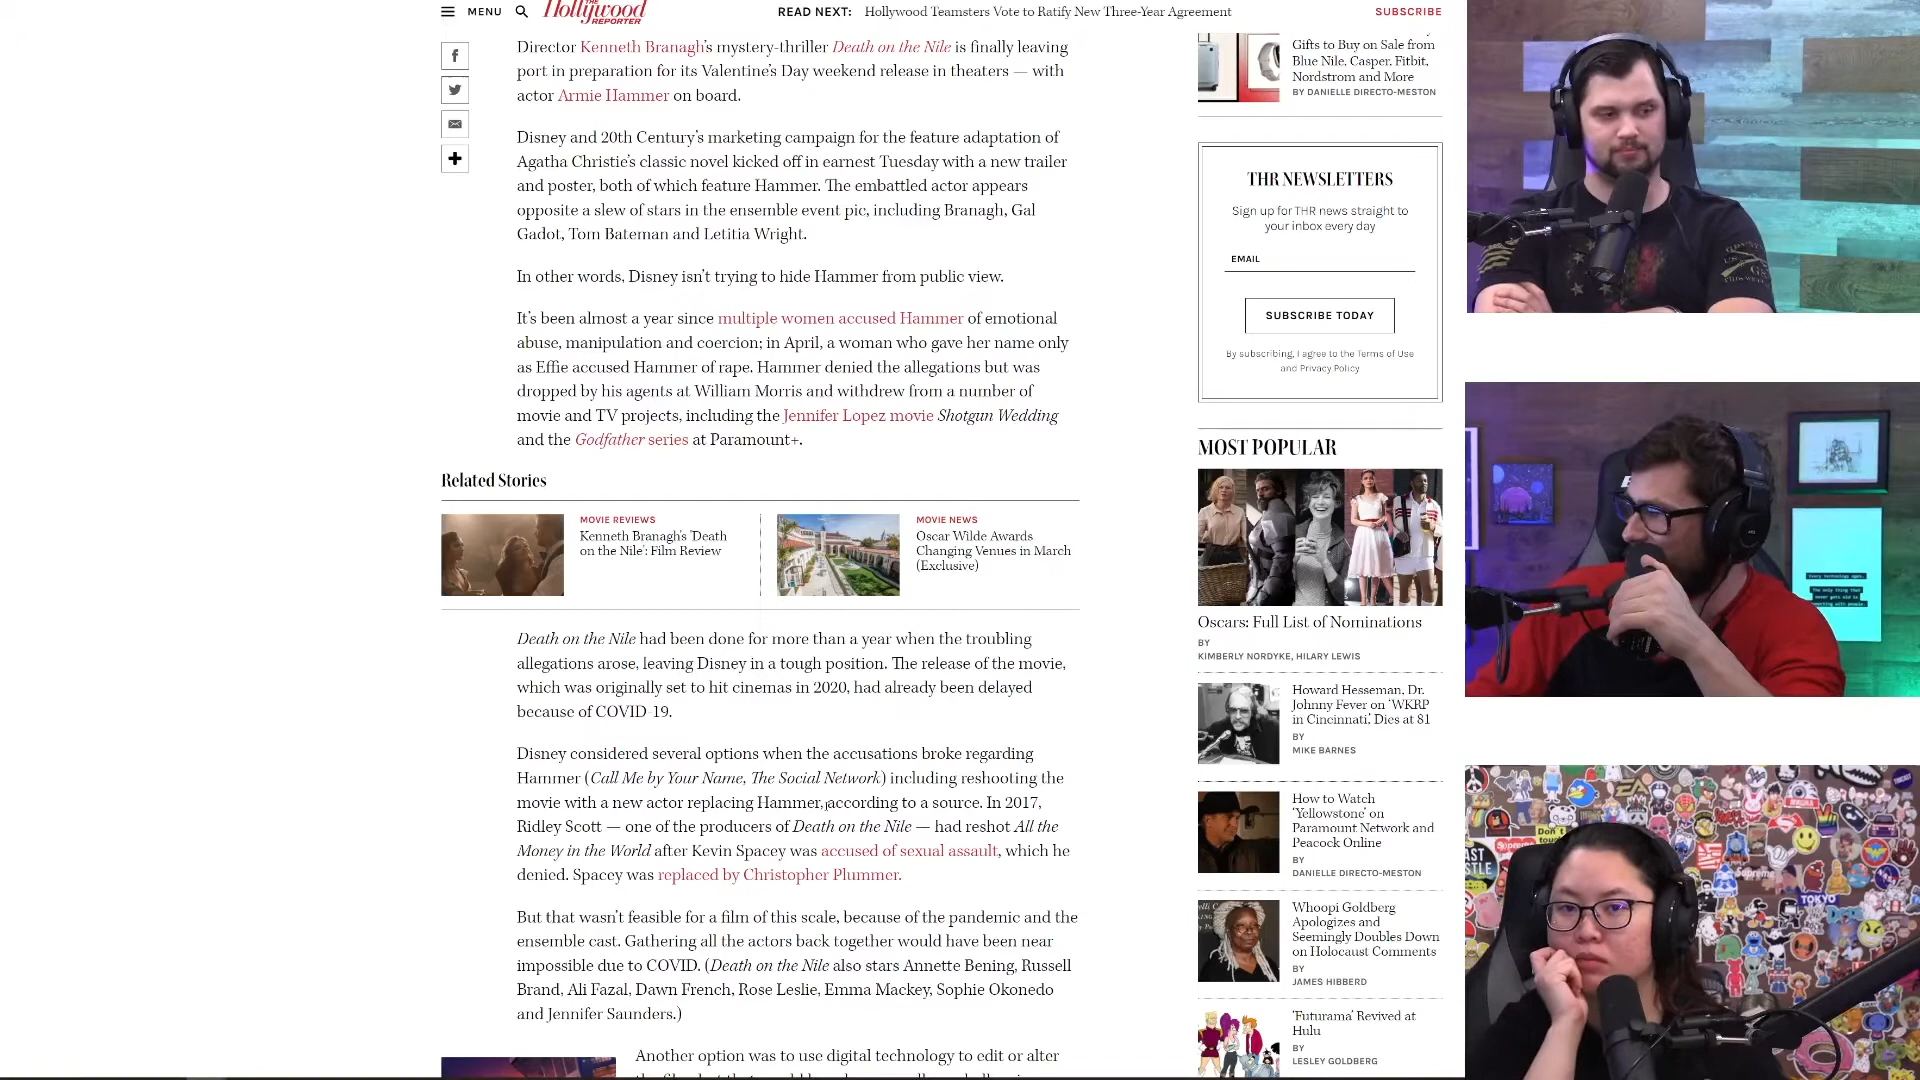 MENU
THE
Hollywood
REPORTER
READ NEXT: Hollywood Teamsters Vote to Ratify New Three-Year Agreement
SUBSCRIBE
Director Kenneth Branagh's mystery-thriller Death on the Nile is finally leaving
port in preparation for its Valentine's Day weekend release in theaters — with
actor Armie Hammer on board.
Disney and 20th Century's marketing campaign for the feature adaptation of
Agatha Christie's classic novel kicked off in earnest Tuesday with a new trailer
and poster, both of which feature Hammer. The embattled actor appears
opposite a slew of stars in the ensemble event pic, including Branagh, Gal
Gadot, Tom Bateman and Letitia Wright.
In other words, Disney isn't trying to hide Hammer from public view.
It's been almost a year since multiple women accused Hammer of emotional
abuse, manipulation and coercion; in April, a woman who gave her name only
as Effie accused Hammer of rape. Hammer denied the allegations but was
dropped by his agents at William Morris and withdrew from a number of
movie and TV projects, including the Jennifer Lopez movie Shotgun Wedding
and the Godfather series at Paramount+.
Related Stories
MOVIE REVIEWS
Kenneth Branagh's 'Death
on the Nile': Film Review
MOVIE NEWS
Oscar Wilde Awards
Changing Venues in March
(Exclusive)
Death on the Nile had been done for more than a year when the troubling
allegations arose, leaving Disney in a tough position. The release of the movie,
which was originally set to hit cinemas in 2020, had already been delayed
because of COVID-19.
Disney considered several options when the accusations broke regarding
Hammer (Call Me by Your Name, The Social Network) including reshooting the
movie with a new actor replacing Hammer, according to a source. In 2017,
Ridley Scott — one of the producers of Death on the Nile — had reshot All the
Money in the World after Kevin Spacey was accused of sexual assault, which he
denied. Spacey was replaced by Christopher Plummer.
But that wasn't feasible for a film of this scale, because of the pandemic and the
ensemble cast. Gathering all the actors back together would have been near
impossible due to COVID. (Death on the Nile also stars Annette Bening, Russell
Brand, Ali Fazal, Dawn French, Rose Leslie, Emma Mackey, Sophie Okonedo
and Jennifer Saunders.)
Another option was to use digital technology to edit or alter
Gifts to Buy on Sale from
Blue Nile, Casper, Fitbit,
Nordstrom and More
BY DANIELLE DIRECTO-MESTON
THR NEWSLETTERS
Sign up for THR news straight to
your inbox every day
EMAIL
SUBSCRIBE TODAY
By subscribing, I agree to the Terms of Use
and Privacy Policy
MOST POPULAR
Oscars: Full List of Nominations
BY
KIMBERLY NORDYKE, HILARY LEWIS
Howard Hesseman, Dr.
Johnny Fever on 'WKRP
in Cincinnati,' Dies at 81
BY
MIKE BARNES
How to Watch
'Yellowstone' on
Paramount Network and
Peacock Online
BY
DANIELLE DIRECTO-MESTON
Whoopi Goldberg
Apologizes and
Seemingly Doubles Down
on Holocaust Comments
BY
JAMES HIBBERD
'Futurama' Revived at
Hulu
BY
LESLEY GOLDBERG
Every technology ages.
The only thing that
never gets old is
with people.
EA
Don't
Supreme
TOKYO